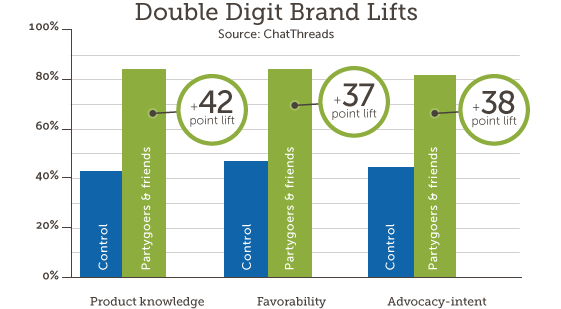 Double Digit Brand Lifts
Source: ChatThreads
100%
80%
60%
40%
20%
0%
Control
Partygoers & friends
+42
point lift
Control
Partygoers & friends
+37
point lift
Control
Partygoers & friends
+38
point lift
Product knowledge
Favorability
Advocacy-intent